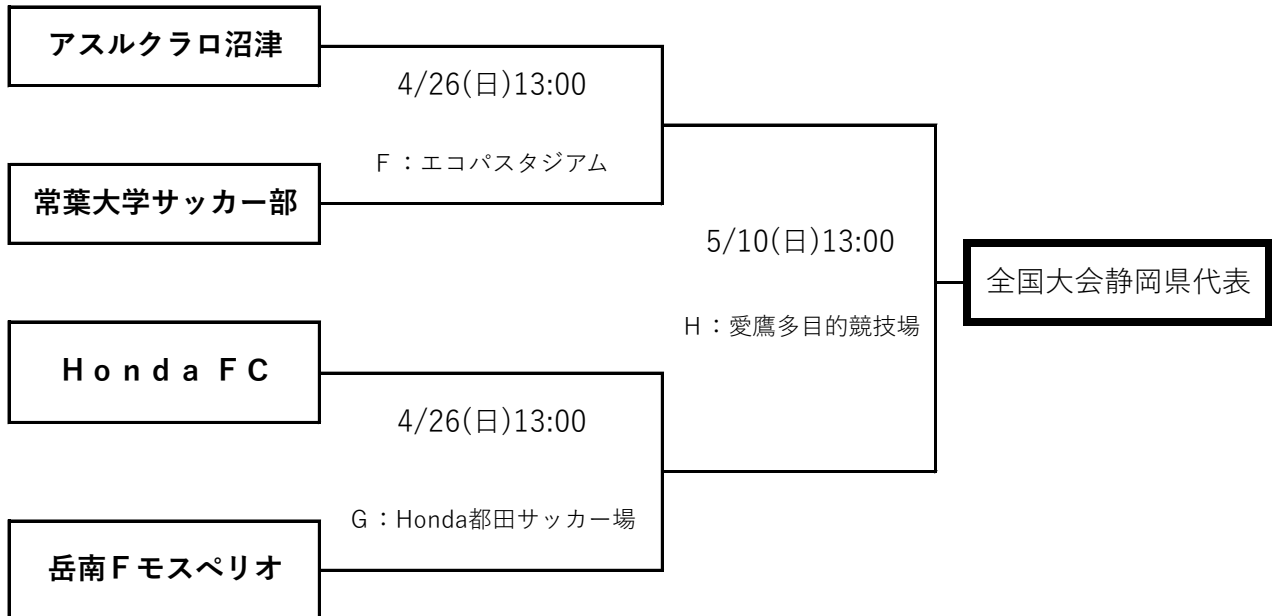 アスルクラロ沼津
4/26(日)13:00
F：エコパスタジアム
常葉大学サッカー部
5/10(日)13:00
全国大会静岡県代表
H：愛鷹多目的競技場
Honda FC
4/26(日)13:00
G：Honda都田サッカー場
岳南Fモスペリオ